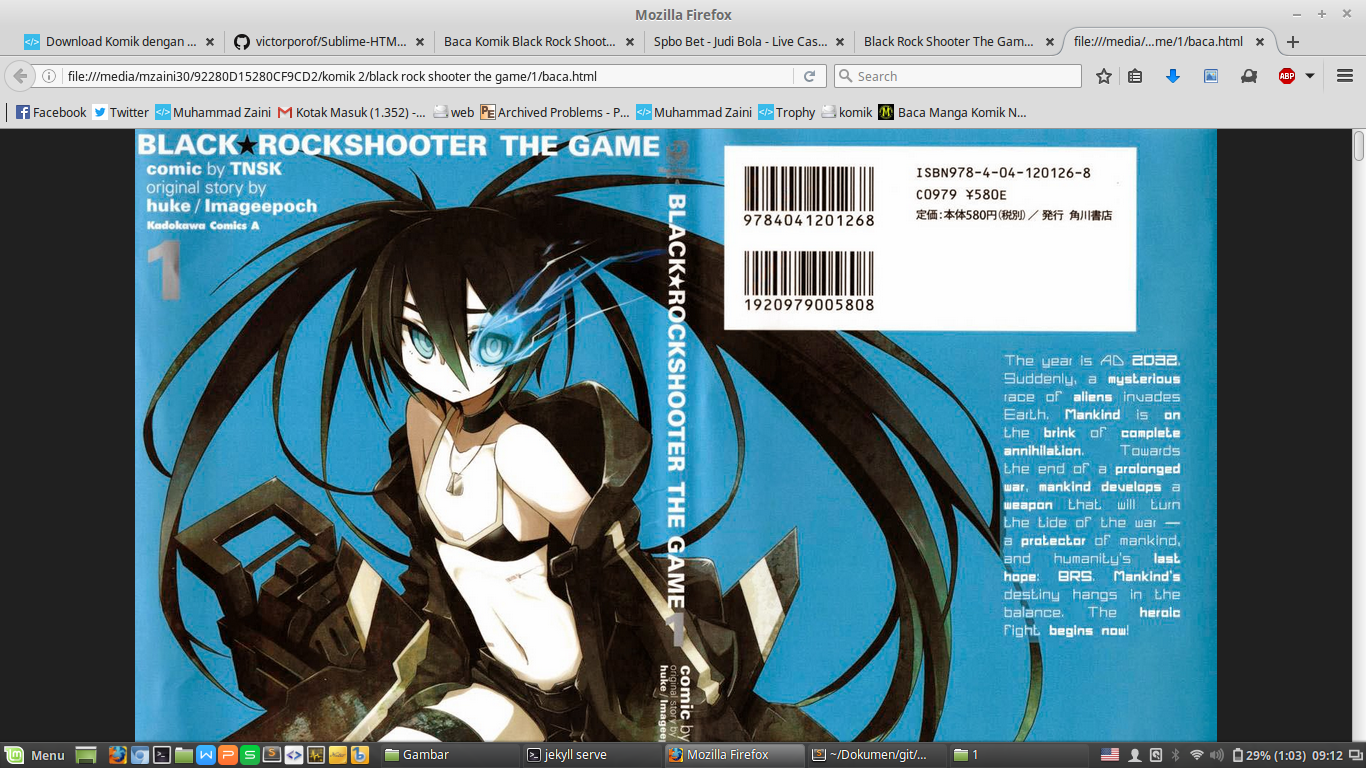 Mozilla Firefox
Download Komik dengan ...
victorporof/Sublime-HTM...
Baca Komik Black Rock Shoot...
Spbo Bet - Judi Bola - Live Cas...
Black Rock Shooter The Gam...
file:///media/...me/1/baca.html
file:///media/mzaini30/92280D15280CF9CD2/komik 2/black rock shooter the game/1/baca.html
Search
ABP
Facebook
Twitter
Muhammad Zaini
Kotak Masuk (1.352) -...
web
Archived Problems - P...
Muhammad Zaini
Trophy
komik
Baca Manga Komik N...
BLACK★ROCKSHOOTER THE GAME
comic by TNSK
original story by
huke / Imageepoch
Kadokawa Comics A
1
BLACK★ROCKSHOOTER THE GAME
1
comic by
original story by
huke / Imageep
9784041201268
1920979005808
ISBN978-4-04-120126-8
C0979 ¥580E
定価：本体580円（税別）／ 発行 角川書店
The year is AD 2032.
Suddenly, a mysterious
race of aliens invades
Earth. Mankind is on
the brink of complete
annihilation. Towards
the end of a prolonged
war, mankind develops a
weapon that will turn
the tide of the war —
a protector of mankind,
and humanity's last
hope: BRS. Mankind's
destiny hangs in the
balance. The heroic
fight begins now!
Menu
Gambar
jekyll serve
Mozilla Firefox
~/Dokumen/git/...
1
29% (1:03)
09:12